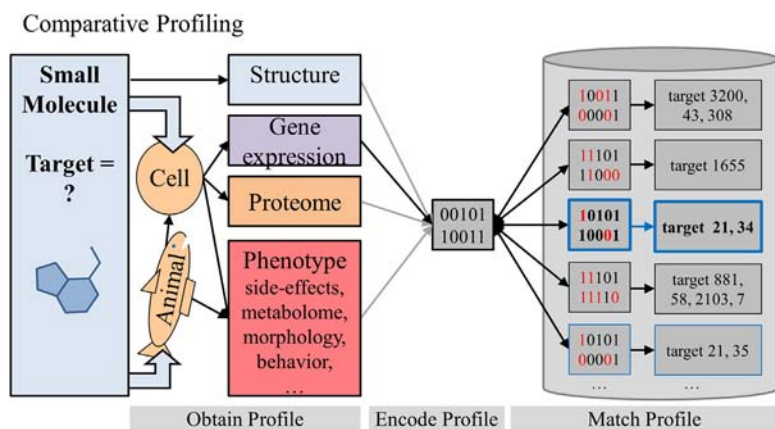 Comparative Profiling
Small
Molecule
Target =
?
Cell
Animal
Structure
Gene
expression
Proteome
Phenotype
side-effects,
metabolome,
morphology,
behavior,
...
00101
10011
10011
00001
target 3200,
43, 308
11101
11000
target 1655
10101
10001
target 21, 34
11101
11110
target 881,
58, 2103, 7
10101
00001
target 21, 35
...
...
Obtain Profile
Encode Profile
Match Profile